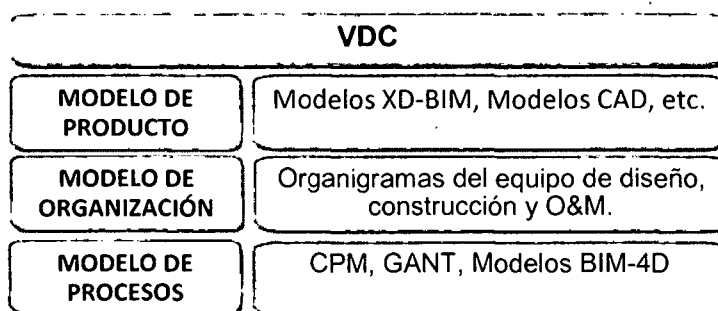 VDC
MODELO DE
PRODUCTO
Modelos XD-BIM, Modelos CAD, etc.
MODELO DE
ORGANIZACIÓN
Organigramas del equipo de diseño,
construcción y O&M.
MODELO DE
PROCESOS
CPM, GANT, Modelos BIM-4D